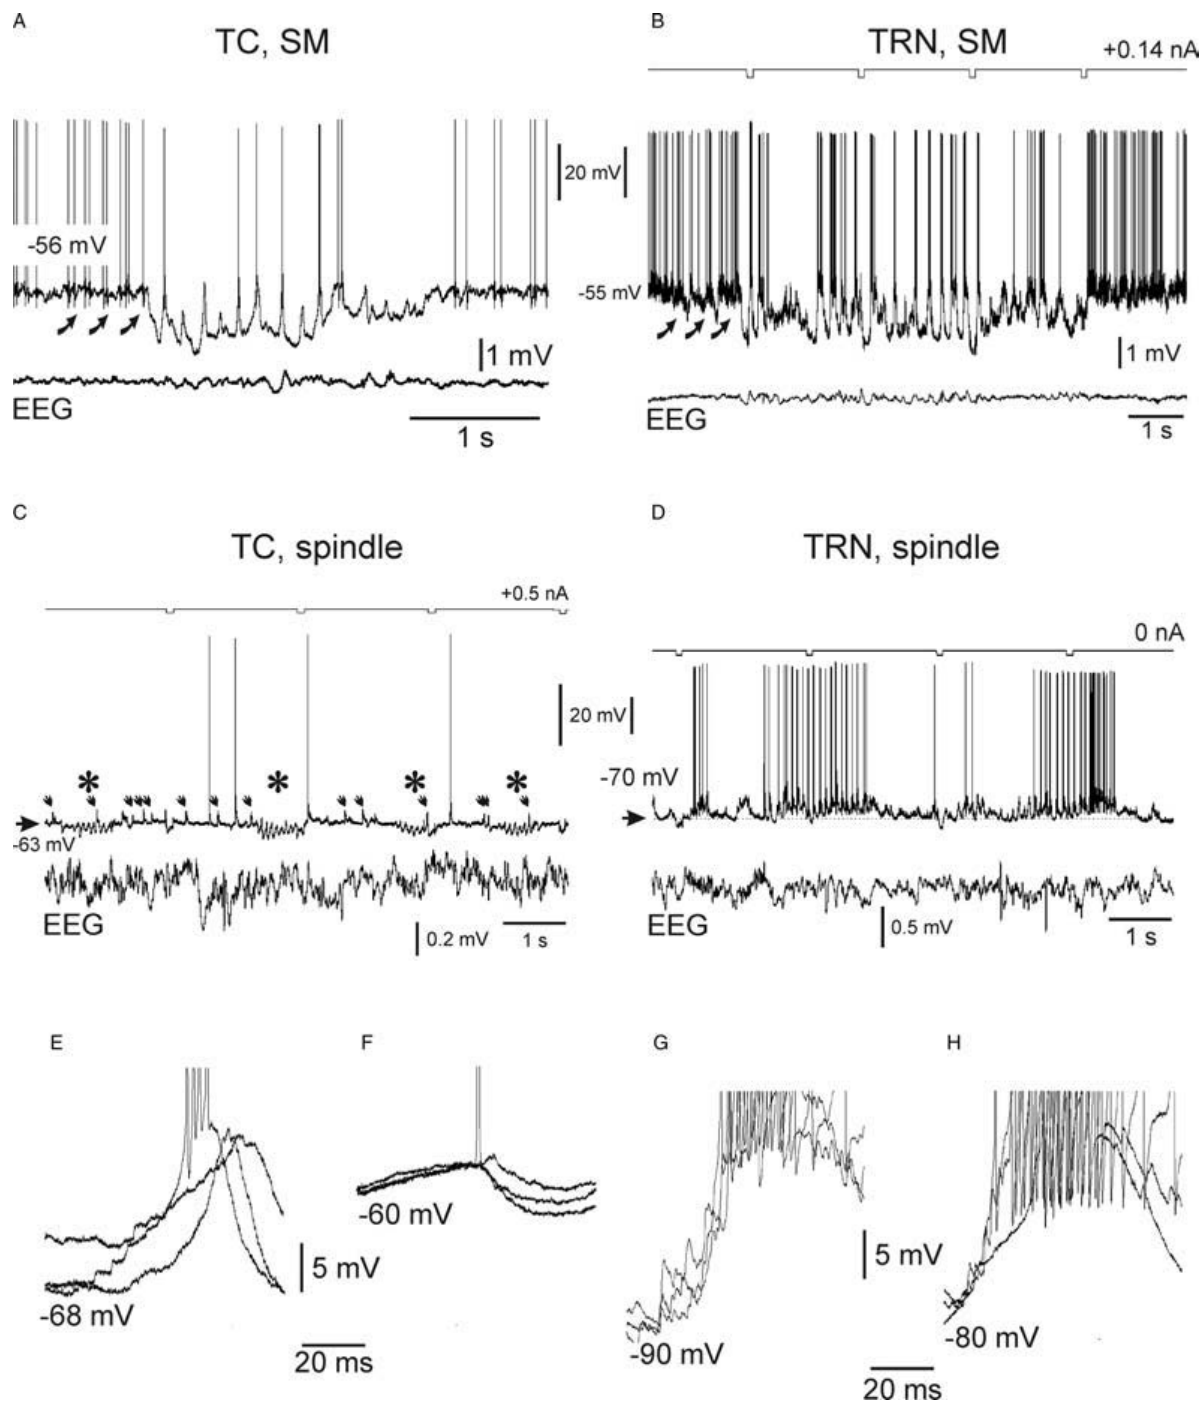 A
TC, SM
-56 mV
20 mV
1 mV
EEG
1 s
B
TRN, SM
+0.14 nA
-55 mV
1 mV
EEG
1 s
C
TC, spindle
+0.5 nA
20 mV
* * * *
-63 mV
EEG
0.2 mV
1 s
D
TRN, spindle
0 nA
-70 mV
EEG
0.5 mV
1 s
E
-68 mV
5 mV
20 ms
F
-60 mV
G
-90 mV
5 mV
20 ms
H
-80 mV